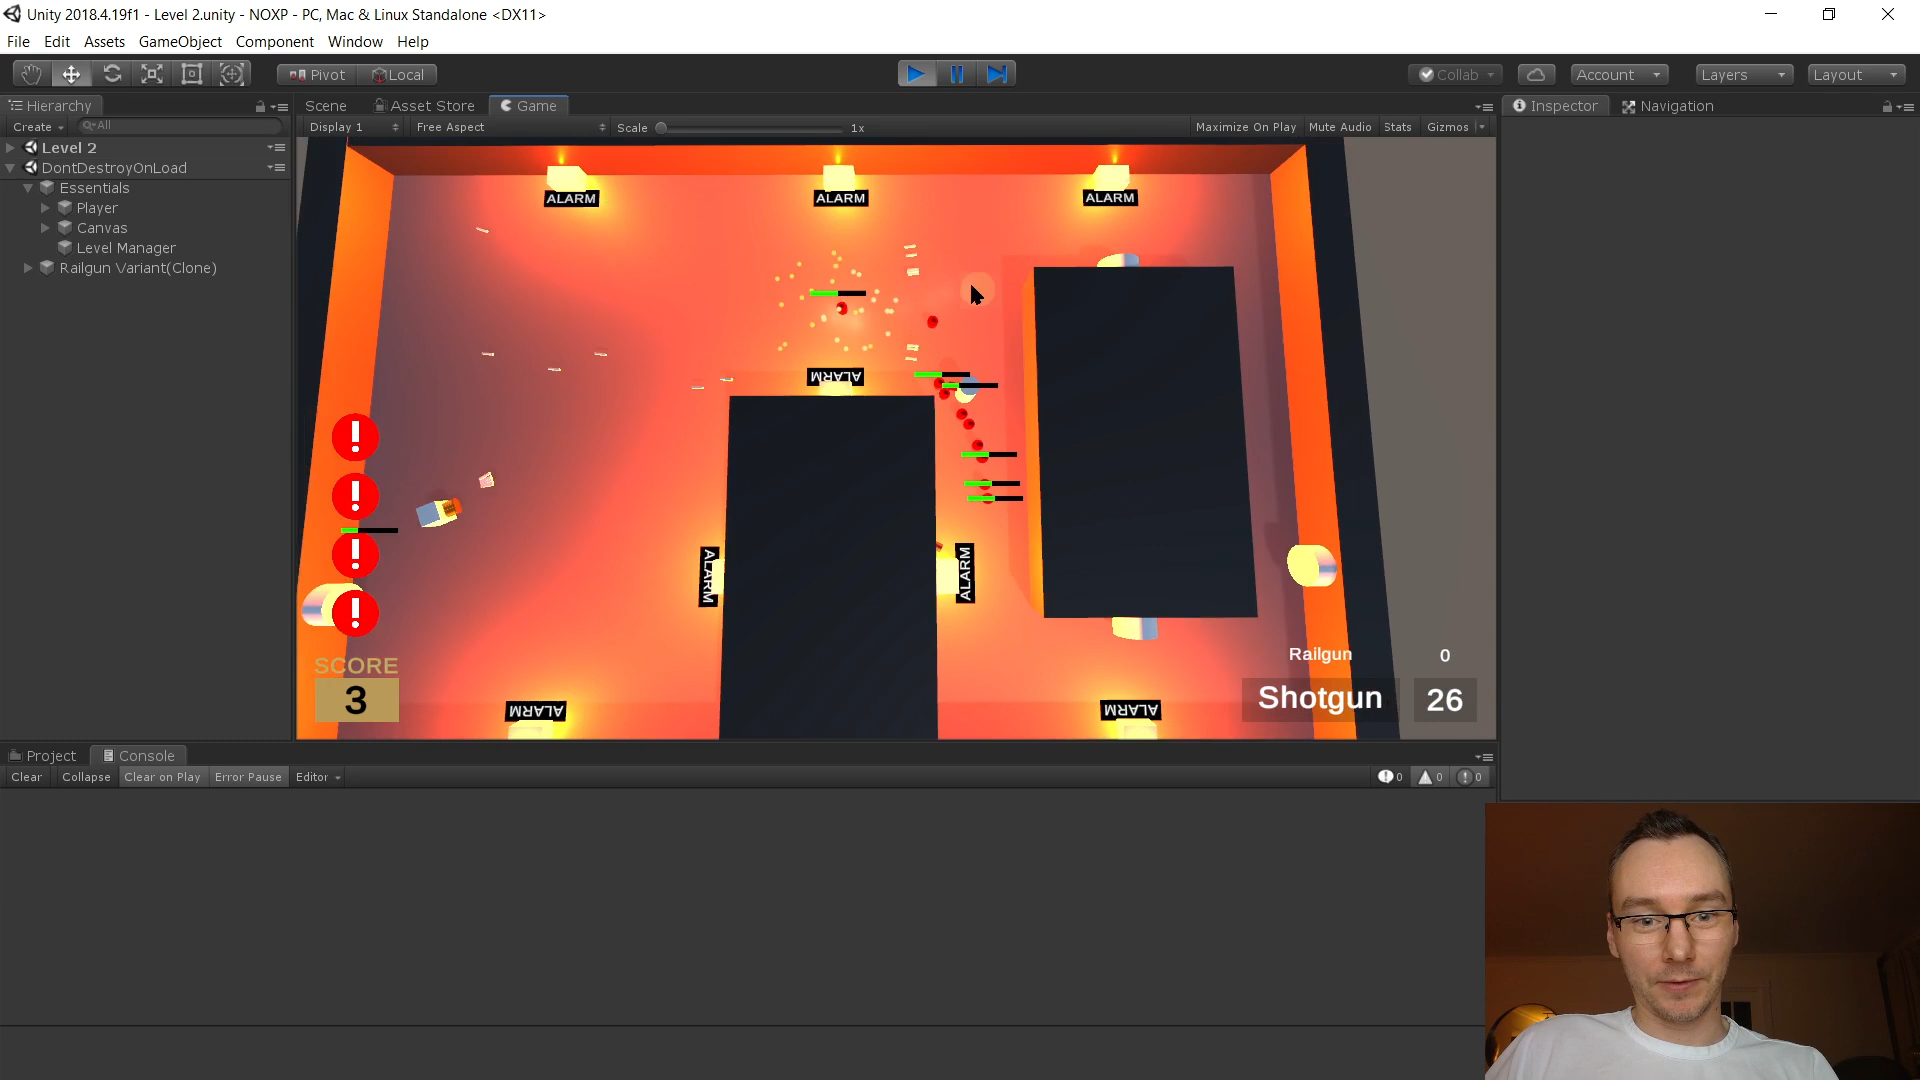 Unity 2018.4.19f1 - Level 2.unity - NOXP - PC, Mac & Linux Standalone <DX11>
File Edit Assets GameObject Component Window Help
Pivot Local Collab Account Layers Layout
Hierarchy Scene Asset Store Game Inspector Navigation
Create All Display 1 Free Aspect Scale 1x Maximize On Play Mute Audio Stats Gizmos
Level 2
DontDestroyOnLoad
Essentials
Player
Canvas
Level Manager
Railgun Variant(Clone)
ALARM ALARM ALARM
ALARM
ALARM ALARM
!
!
!
!
SCORE
3
Railgun 0
Shotgun 26
ALARM ALARM
Project Console
Clear Collapse Clear on Play Error Pause Editor 0 0 0